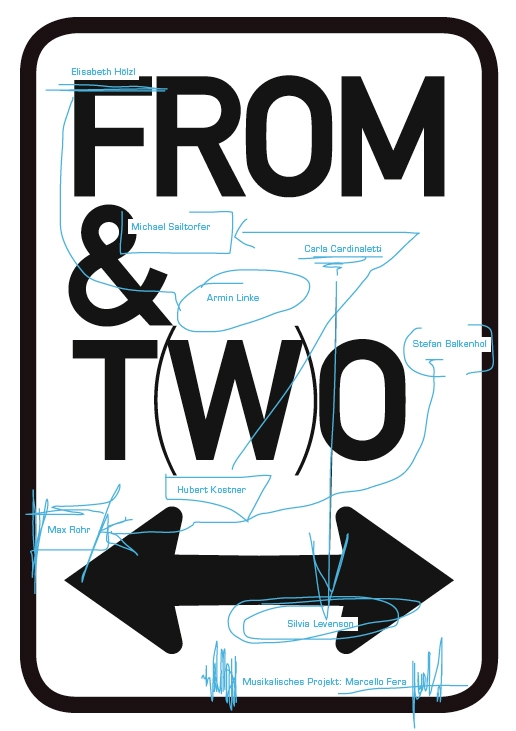 Elisabeth Hölzl
FROM
&
Michael Sailtorfer
Carla Cardinaletti
Armin Linke
T(W)O
Stefan Balkenhol
Hubert Kostner
Max Rohr
Silvia Levenson
Musikalisches Projekt: Marcello Fera